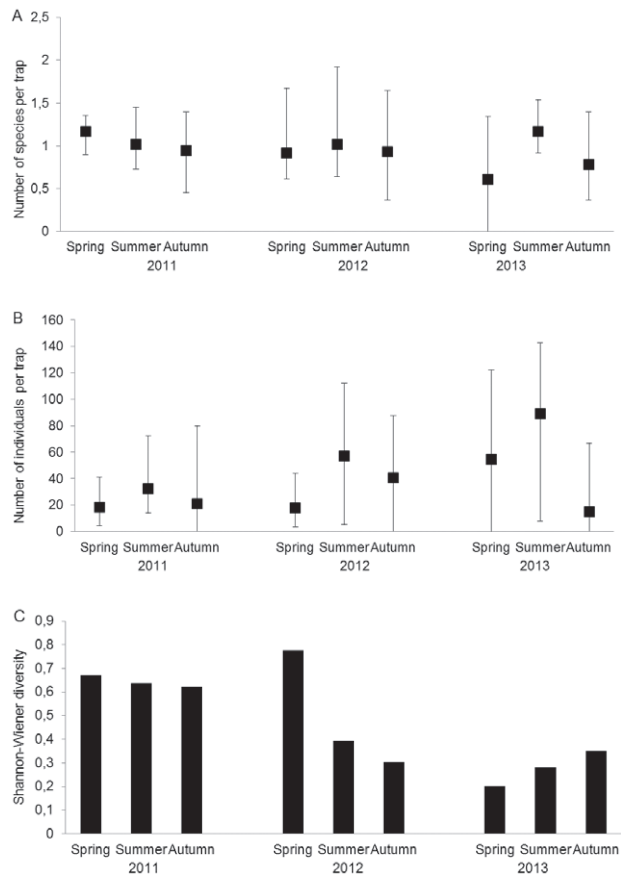 A
2,5
2
1,5
1
0,5
0
Number of species per trap
Spring Summer Autumn Spring Summer Autumn Spring Summer Autumn
2011 2012 2013
B
160
140
120
100
80
60
40
20
0
Number of individuals per trap
Spring Summer Autumn Spring Summer Autumn Spring Summer Autumn
2011 2012 2013
C
0,9
0,8
0,7
0,6
0,5
0,4
0,3
0,2
0,1
0
Shannon-Wiener diversity
Spring Summer Autumn Spring Summer Autumn Spring Summer Autumn
2011 2012 2013